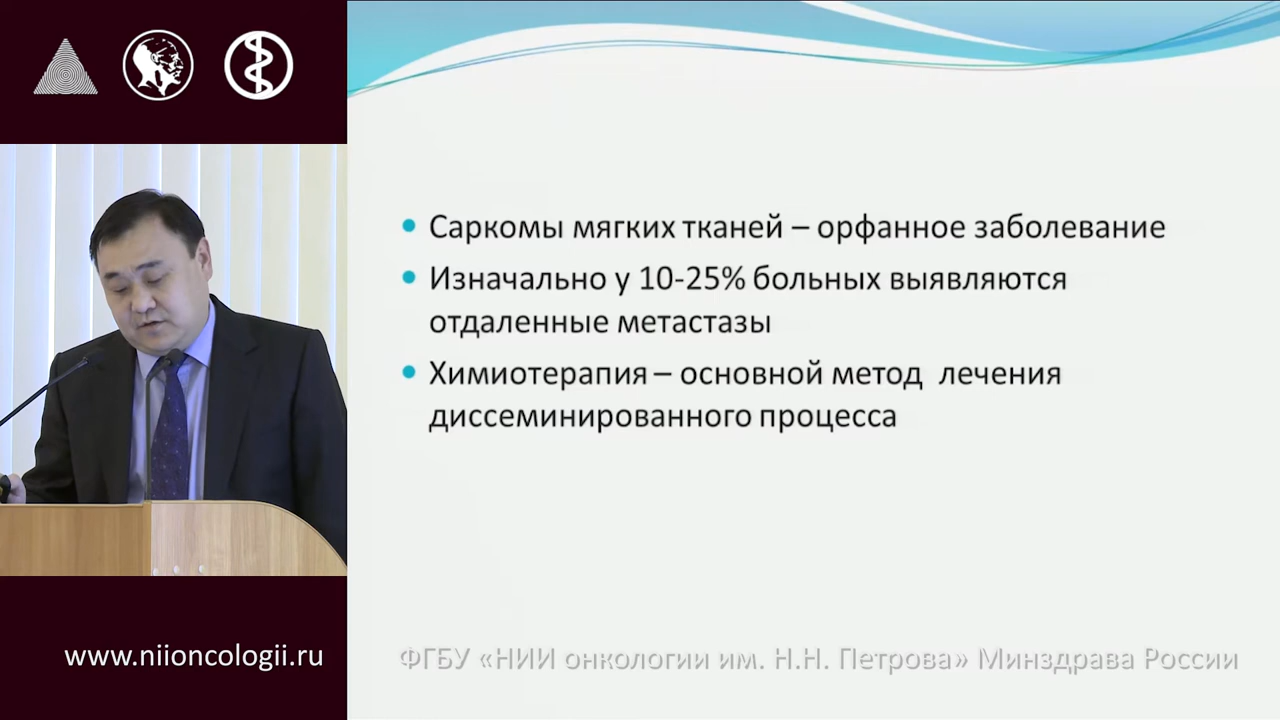 Саркомы мягких тканей – орфанное заболевание
Изначально у 10-25% больных выявляются
отдаленные метастазы
Химиотерапия – основной метод лечения
диссеминированного процесса
www.niioncologii.ru
ФГБУ «НИИ онкологии им. Н.Н. Петрова» Минздрава России